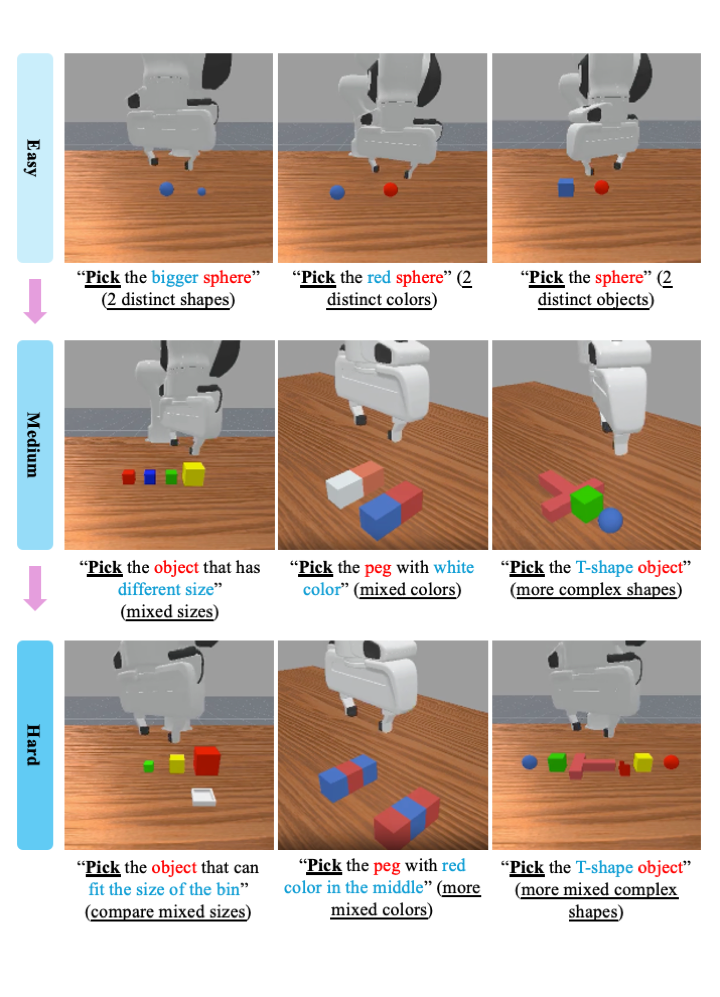 Easy
“Pick the bigger sphere”
(2 distinct shapes)
“Pick the red sphere” (2
distinct colors)
“Pick the sphere” (2
distinct objects)
Medium
“Pick the object that has
different size”
(mixed sizes)
“Pick the peg with white
color” (mixed colors)
“Pick the T-shape object”
(more complex shapes)
Hard
“Pick the object that can
fit the size of the bin”
(compare mixed sizes)
“Pick the peg with red
color in the middle” (more
mixed colors)
“Pick the T-shape object”
(more mixed complex
shapes)